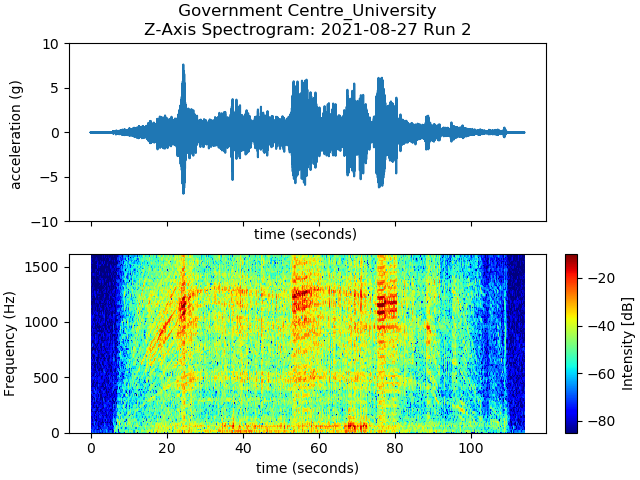 Government Centre_University
Z-Axis Spectrogram: 2021-08-27 Run 2
10
5
0
−5
−10
acceleration (g)
time (seconds)
1500
1000
500
0
Frequency (Hz)
0 20 40 60 80 100
time (seconds)
−20
−40
−60
−80
Intensity [dB]